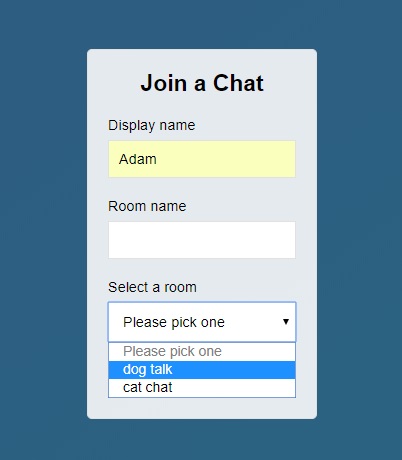 Join a Chat
Display name
Adam
Room name
Select a room
Please pick one
Please pick one
dog talk
cat chat